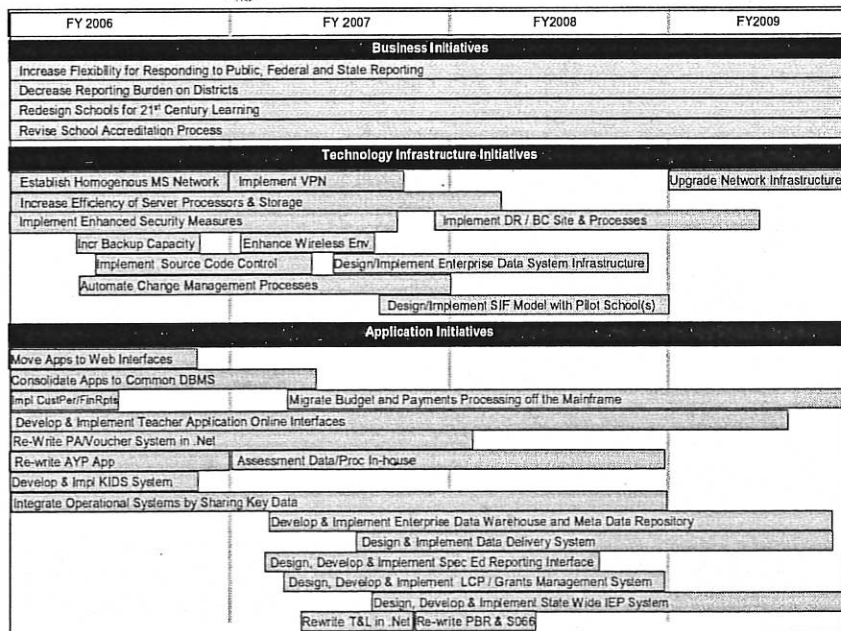 FY 2006 FY 2007 FY2008 FY2009
Business Initiatives
Increase Flexibility for Responding to Public, Federal and State Reporting
Decrease Reporting Burden on Districts
Redesign Schools for 21st Century Learning
Revise School Accreditation Process
Technology Infrastructure Initiatives
Establish Homogenous MS Network Implement VPN Upgrade Network Infrastructure
Increase Efficiency of Server Processors & Storage
Implement Enhanced Security Measures Implement DR / BC Site & Processes
Incr Backup Capacity Enhance Wireless Env.
Implement Source Code Control Design/Implement Enterprise Data System Infrastructure
Automate Change Management Processes
Design/Implement SIF Model with Pilot School(s)
Application Initiatives
Move Apps to Web Interfaces
Consolidate Apps to Common DBMS
Impl CustPer/FinRpts Migrate Budget and Payments Processing off the Mainframe
Develop & Implement Teacher Application Online Interfaces
Re-Write PA/Voucher System in .Net
Re-write AYP App Assessment Data/Proc In-house
Develop & Impl KIDS System
Integrate Operational Systems by Sharing Key Data
Develop & Implement Enterprise Data Warehouse and Meta Data Repository
Design & Implement Data Delivery System
Design, Develop & Implement Spec Ed Reporting Interface
Design, Develop & Implement LCP / Grants Management System
Design, Develop & Implement State Wide IEP System
Rewrite T&L in .Net Re-write PBR & S066